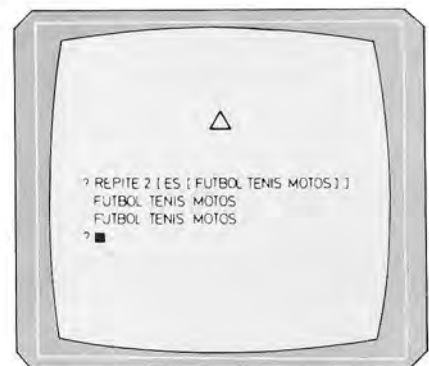 ? REPITE 2 [ ES [ FUTBOL TENIS MOTOS ] ]
FUTBOL TENIS MOTOS
FUTBOL TENIS MOTOS
?